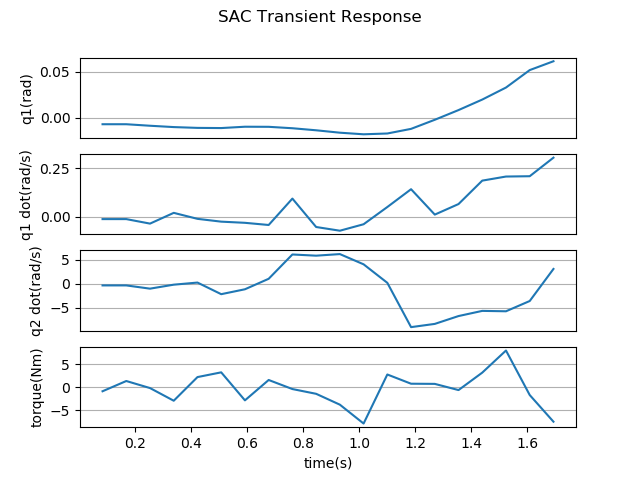 SAC Transient Response
q1(rad)
0.05
0.00
q1 dot(rad/s)
0.25
0.00
q2 dot(rad/s)
5
0
−5
torque(Nm)
5
0
−5
0.2 0.4 0.6 0.8 1.0 1.2 1.4 1.6
time(s)